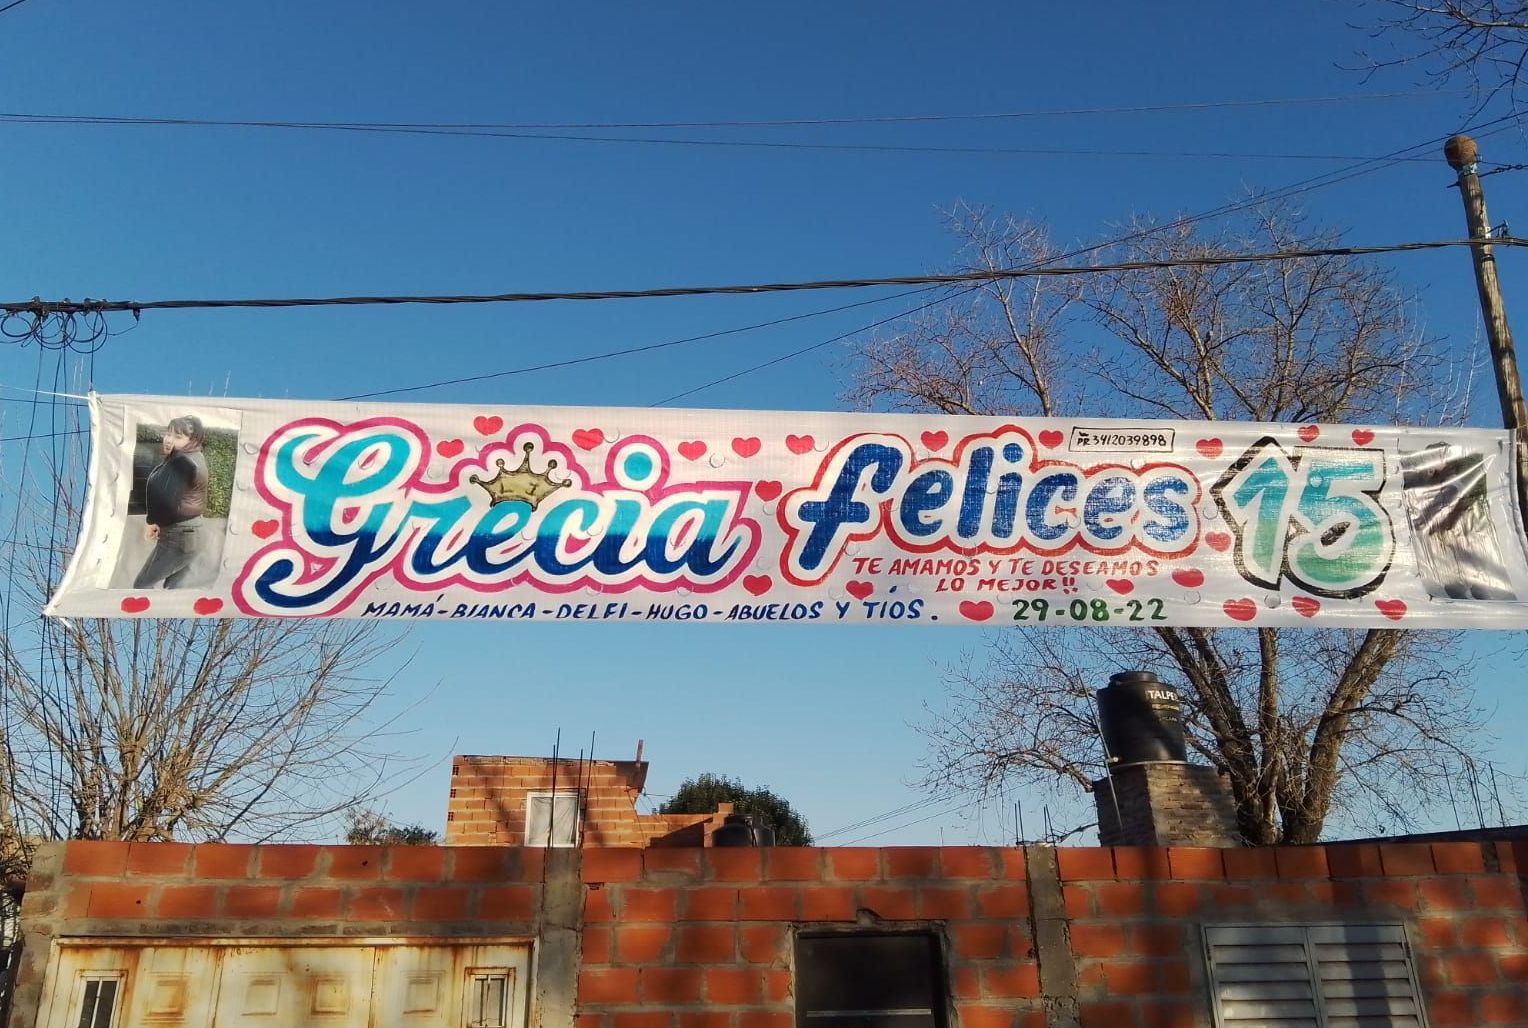 Grecia felices 15
PR 3412039898
TE AMAMOS Y TE DESEAMOS
LO MEJOR!!
MAMÁ-BIANCA-DELFI-HUGO-ABUELOS Y TÍOS.
29-08-22